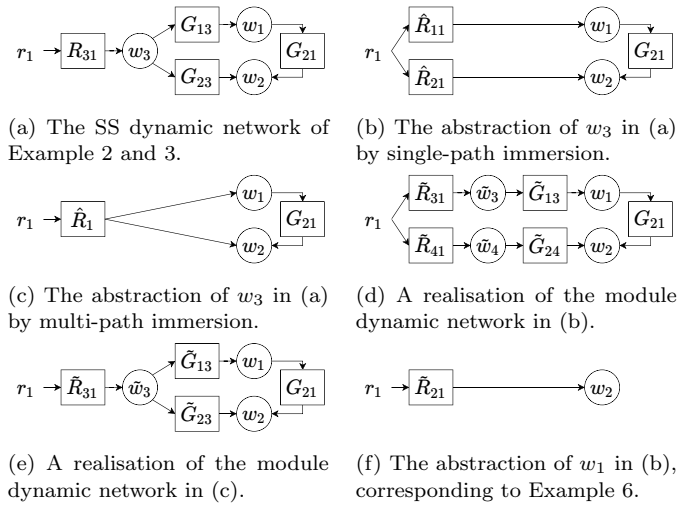 r₁ R₃₁ w₃ G₁₃ w₁ G₂₁ G₂₃ w₂
(a) The SS dynamic network of
Example 2 and 3.
r₁ R̂₁₁ w₁ G₂₁ R̂₂₁ w₂
(b) The abstraction of w₃ in (a)
by single-path immersion.
r₁ R̂₁ w₁ G₂₁ w₂
(c) The abstraction of w₃ in (a)
by multi-path immersion.
r₁ R̃₃₁ w̃₃ G̃₁₃ w₁ G₂₁ R̃₄₁ w̃₄ G̃₂₄ w₂
(d) A realisation of the module
dynamic network in (b).
r₁ R̃₃₁ w̃₃ G̃₁₃ w₁ G₂₁ G̃₂₃ w₂
(e) A realisation of the module
dynamic network in (c).
r₁ R̃₂₁ w₂
(f) The abstraction of w₁ in (b),
corresponding to Example 6.